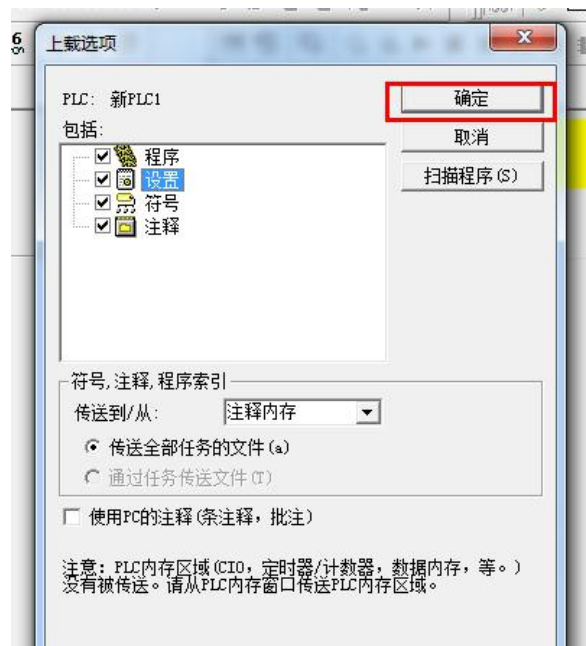 上载选项
PLC: 新PLC1
确定
包括:
取消
程序
扫描程序(S)
设置
符号
注释
符号,注释,程序索引
传送到/从:
注释内存
传送全部任务的文件(a)
通过任务传送文件(T)
使用PC的注释(条注释，批注)
注意: PLC内存区域(CIO，定时器/计数器，数据内存，等。)
没有被传送。请从PLC内存窗口传送PLC内存区域。